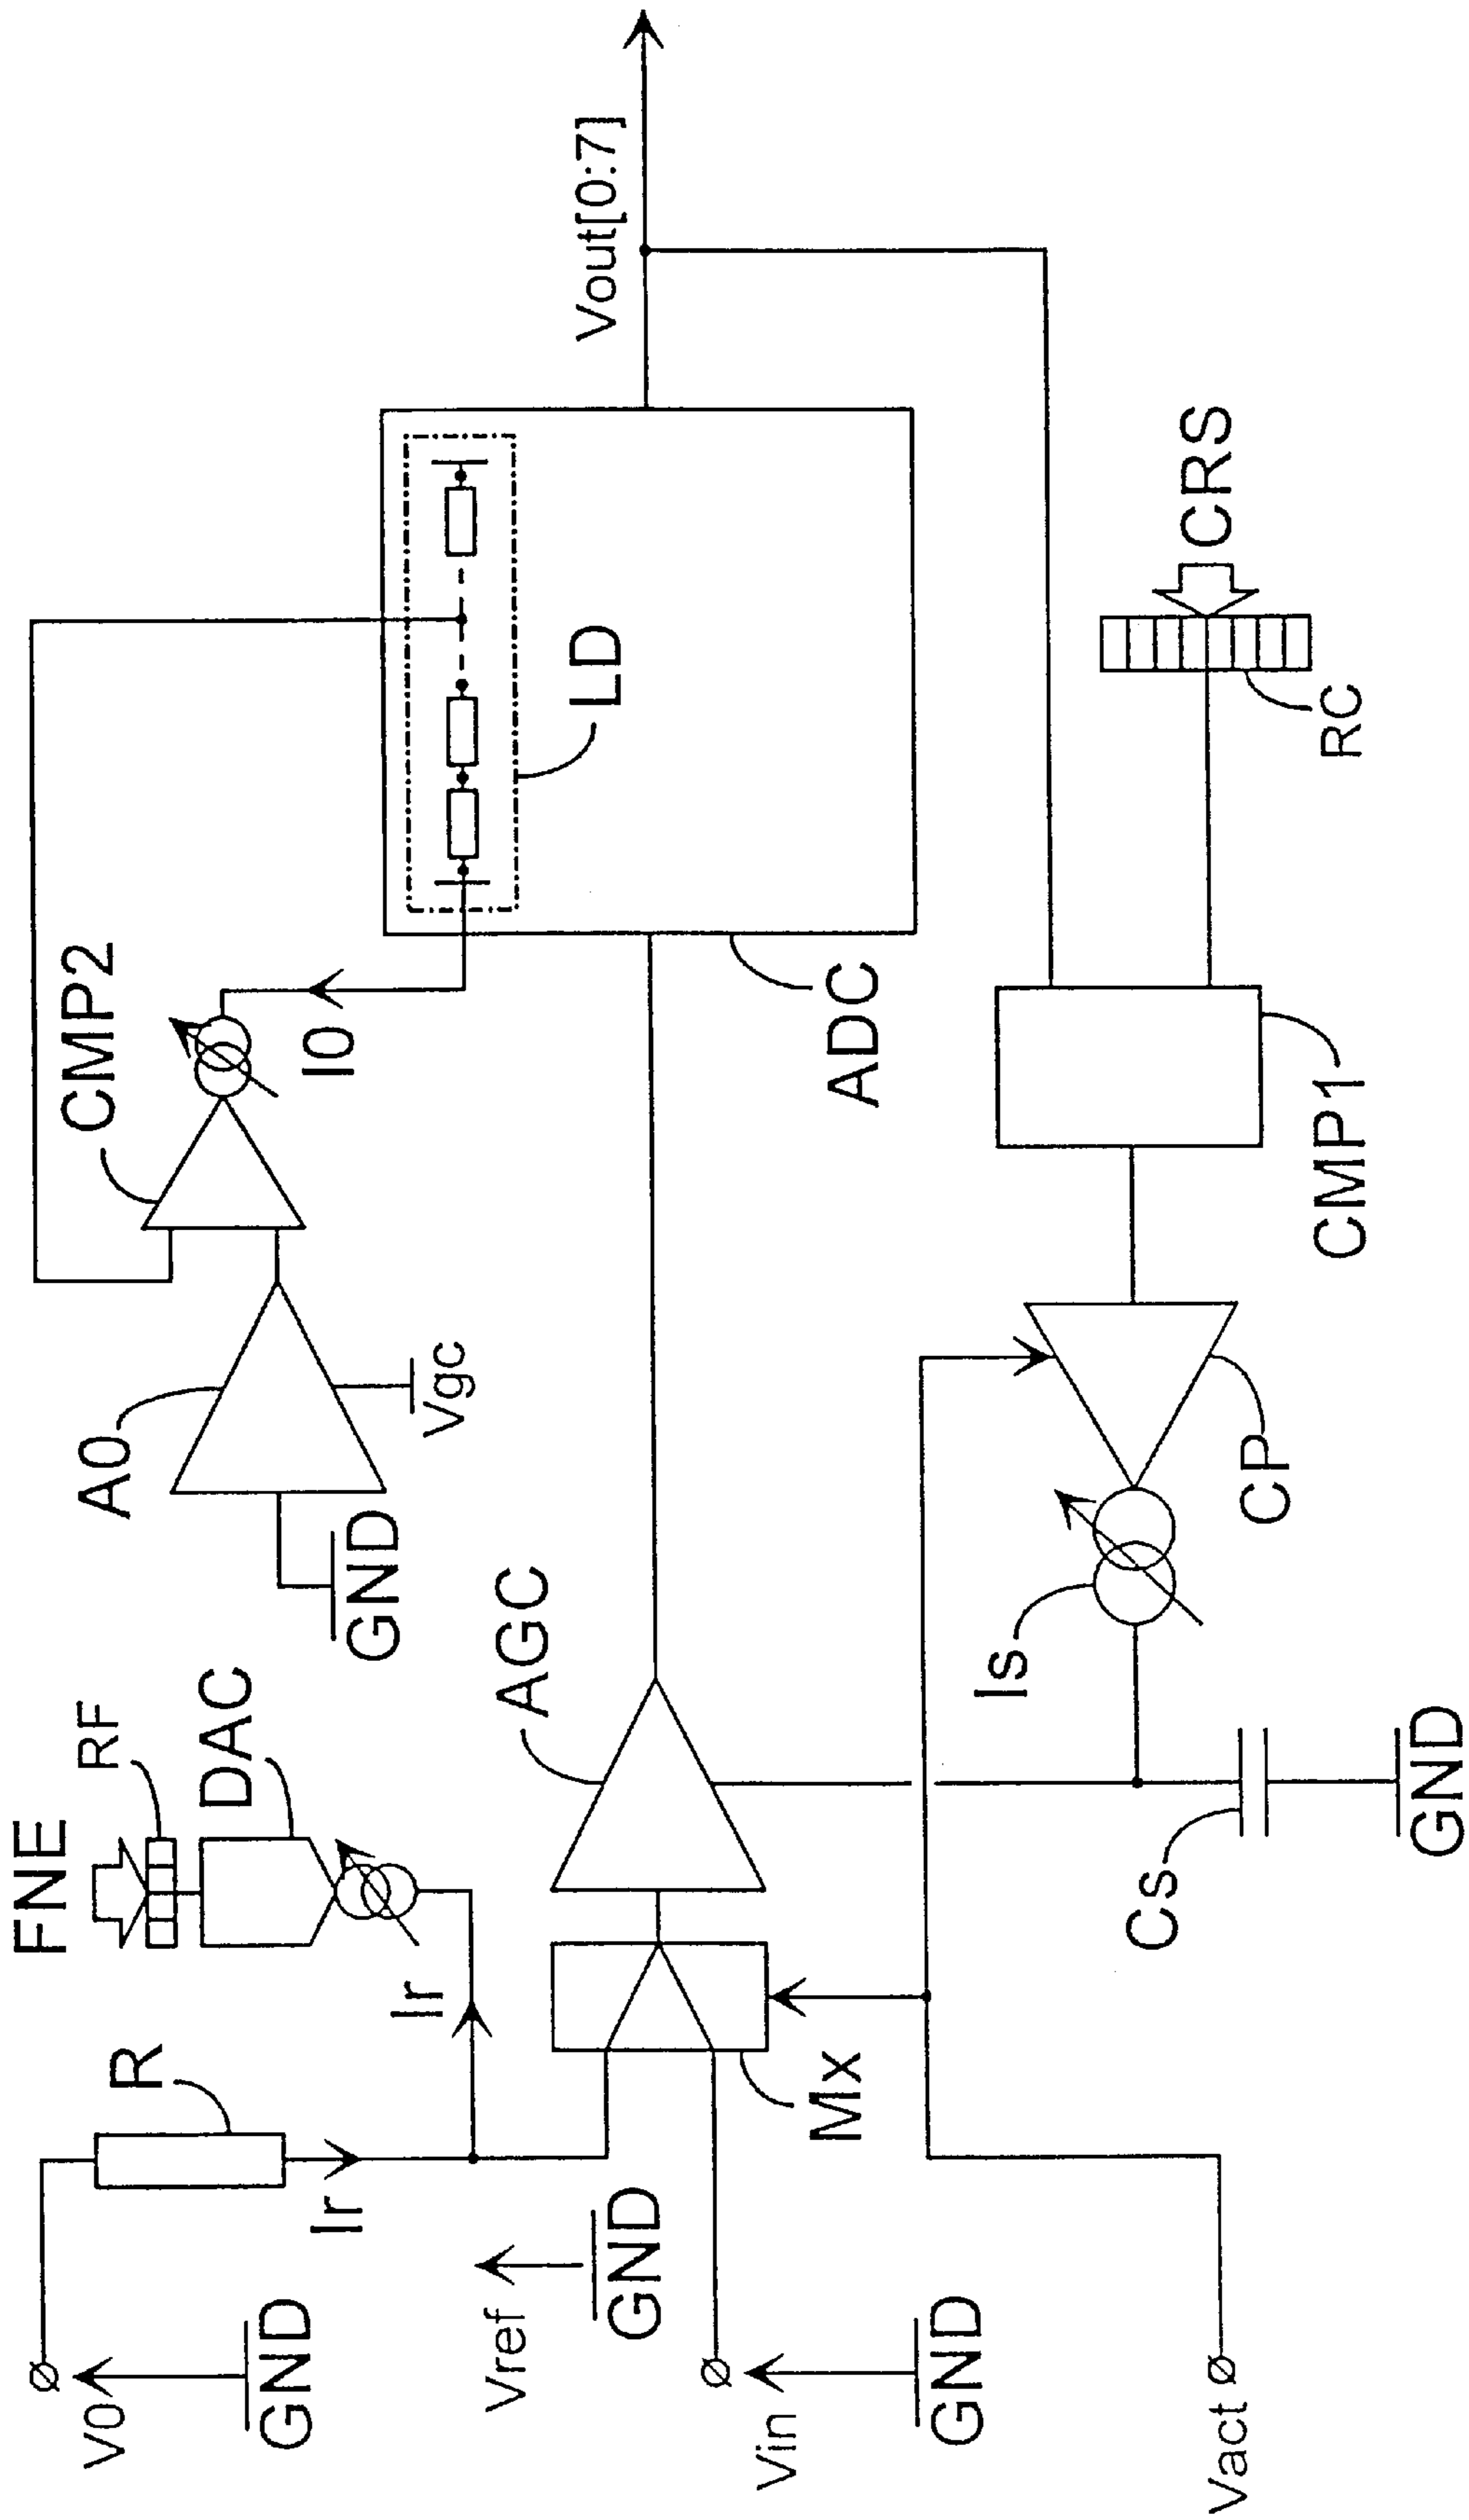 FNE
RF
DAC
V0
GND
R
Ir
Ir
A0
GND
Vgc
CMP2
I0
Vref
GND
AGC
LD
Vout[0:7]
Vin
GND
Mx
ADC
Vact
Cs
GND
Is
CP
CMP1
RC
CRS